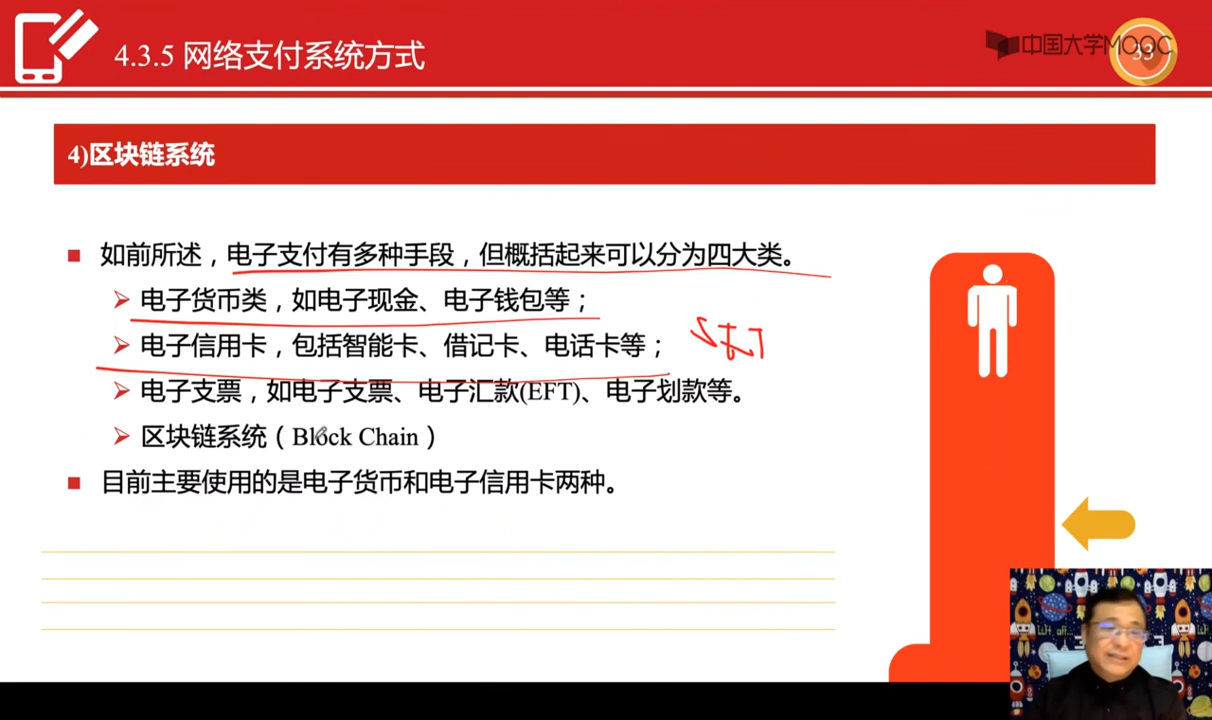 4.3.5 网络支付系统方式
中国大学MOOC
33
4)区块链系统
如前所述，电子支付有多种手段，但概括起来可以分为四大类。
电子货币类，如电子现金、电子钱包等；
电子信用卡，包括智能卡、借记卡、电话卡等；
SET
电子支票，如电子支票、电子汇款(EFT)、电子划款等。
区块链系统（Block Chain）
目前主要使用的是电子货币和电子信用卡两种。